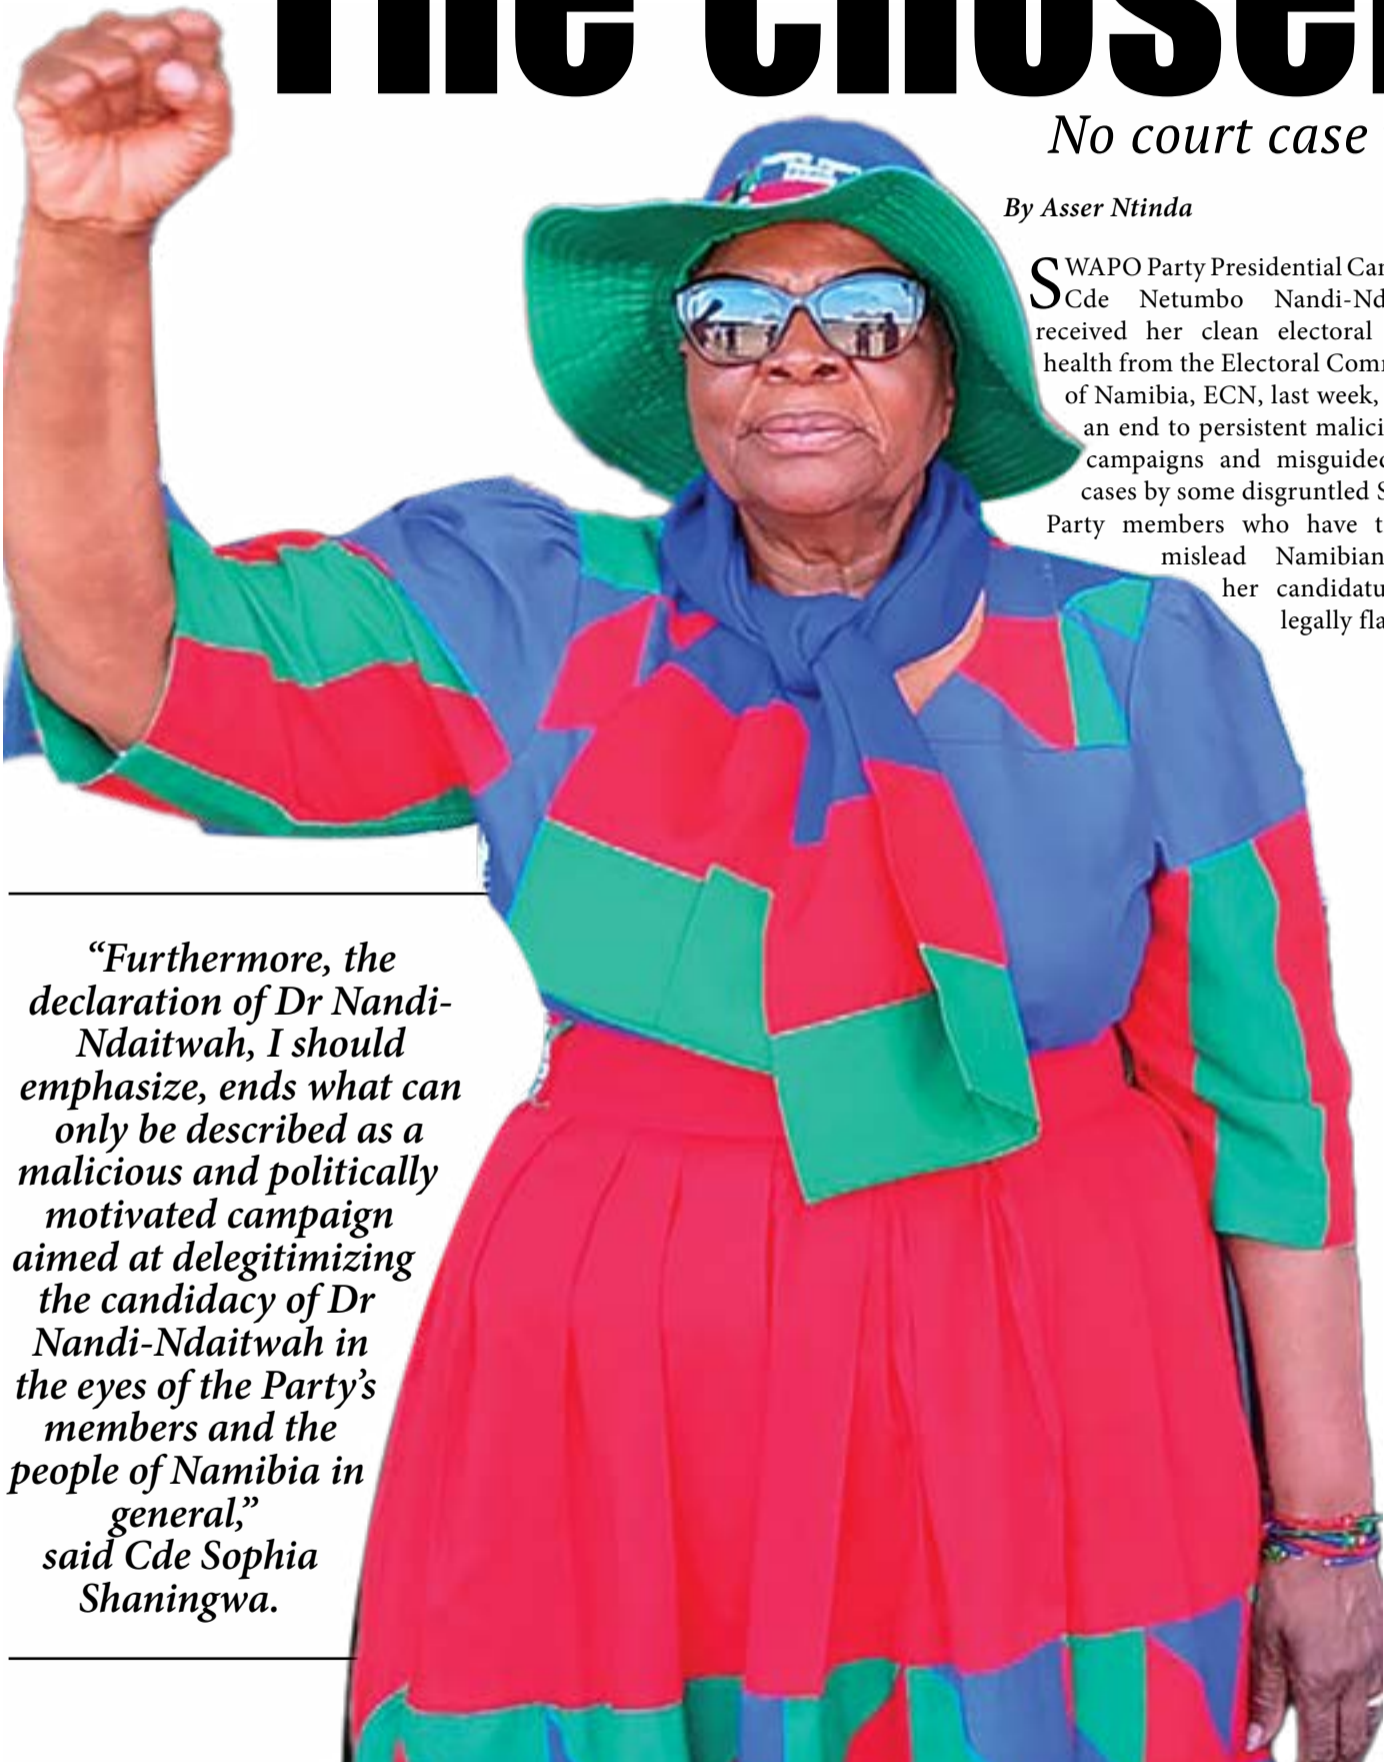 The Chosen
No court case
By Asser Ntinda
SWAPO Party Presidential Can
Cde Netumbo Nandi-Nd
received her clean electoral
health from the Electoral Com
of Namibia, ECN, last week,
an end to persistent malici
campaigns and misguided
cases by some disgruntled S
Party members who have t
mislead Namibian
her candidatu
legally fla
“Furthermore, the
declaration of Dr Nandi-
Ndaitwah, I should
emphasize, ends what can
only be described as a
malicious and politically
motivated campaign
aimed at delegitimizing
the candidacy of Dr
Nandi-Ndaitwah in
the eyes of the Party’s
members and the
people of Namibia in
general,”
said Cde Sophia
Shaningwa.